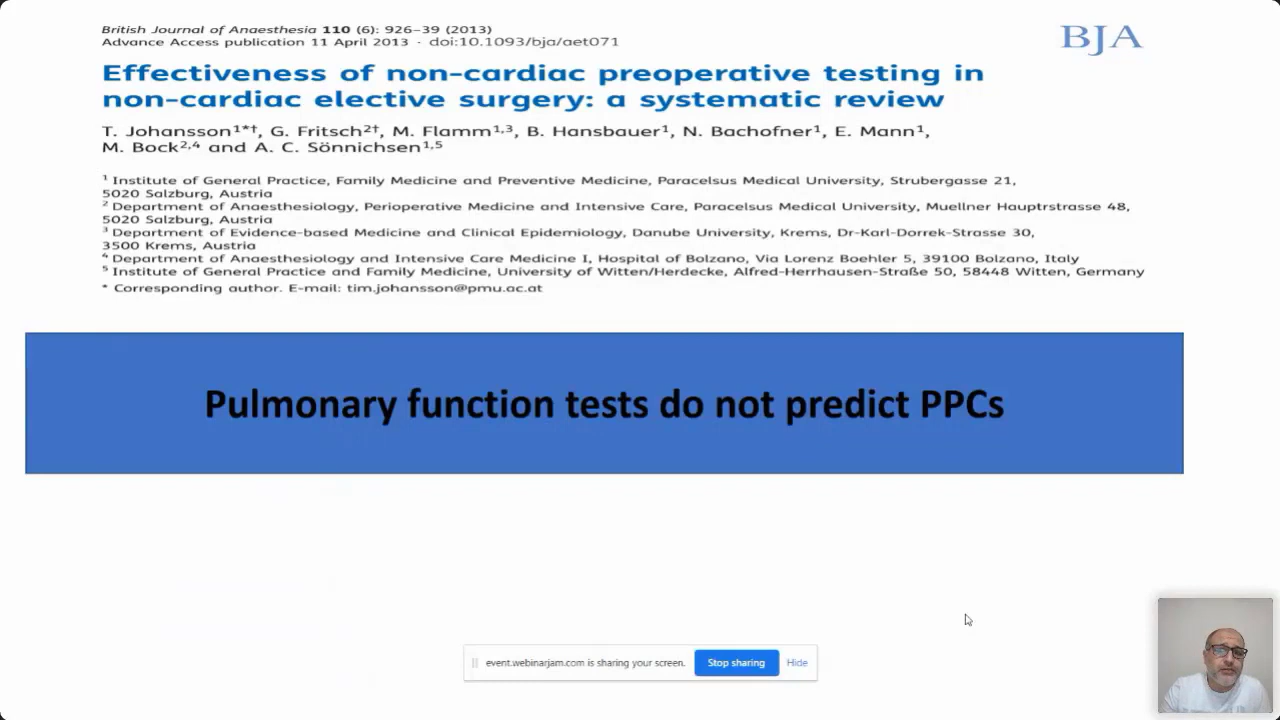 British Journal of Anaesthesia 110 (6): 926–39 (2013)
Advance Access publication 11 April 2013 · doi:10.1093/bja/aet071
BJA
Effectiveness of non-cardiac preoperative testing in
non-cardiac elective surgery: a systematic review
T. Johansson1*†, G. Fritsch2†, M. Flamm1,3, B. Hansbauer1, N. Bachofner1, E. Mann1,
M. Bock2,4 and A. C. Sönnichsen1,5
1 Institute of General Practice, Family Medicine and Preventive Medicine, Paracelsus Medical University, Strubergasse 21,
5020 Salzburg, Austria
2 Department of Anaesthesiology, Perioperative Medicine and Intensive Care, Paracelsus Medical University, Muellner Hauptrstrasse 48,
5020 Salzburg, Austria
3 Department of Evidence-based Medicine and Clinical Epidemiology, Danube University, Krems, Dr-Karl-Dorrek-Strasse 30,
3500 Krems, Austria
4 Department of Anaesthesiology and Intensive Care Medicine I, Hospital of Bolzano, Via Lorenz Boehler 5, 39100 Bolzano, Italy
5 Institute of General Practice and Family Medicine, University of Witten/Herdecke, Alfred-Herrhausen-Straße 50, 58448 Witten, Germany
* Corresponding author. E-mail: tim.johansson@pmu.ac.at
Pulmonary function tests do not predict PPCs
event.webinarjam.com is sharing your screen.
Stop sharing
Hide